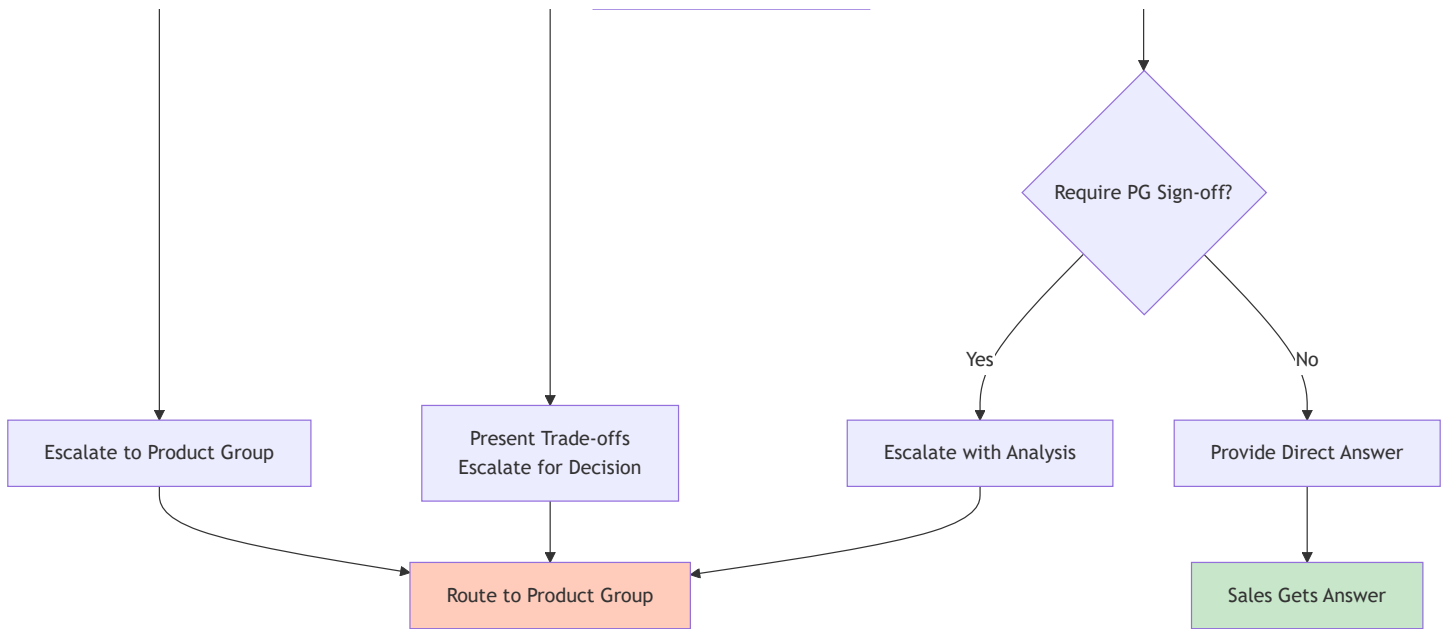 Require PG Sign-off?
Yes
No
Escalate to Product Group
Present Trade-offs
Escalate for Decision
Escalate with Analysis
Provide Direct Answer
Route to Product Group
Sales Gets Answer